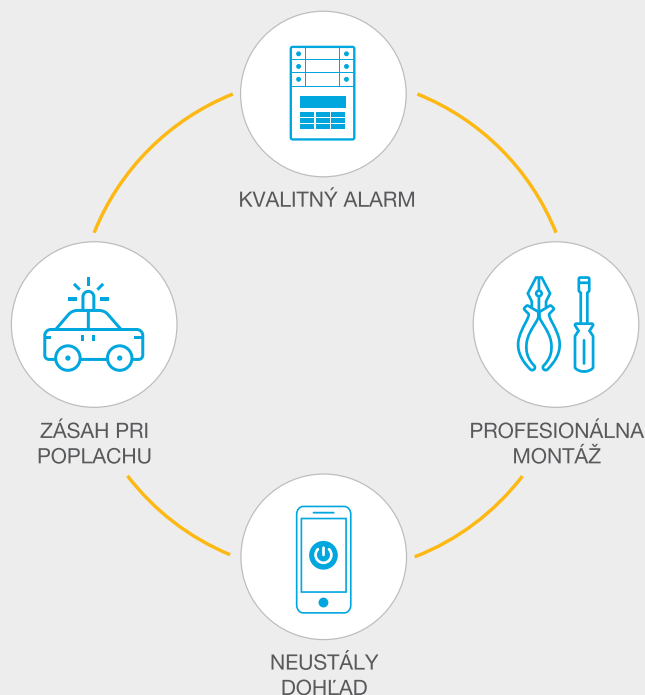 KVALITNÝ ALARM
ZÁSAH PRI
POPLACHU
PROFESIONÁLNA
MONTÁŽ
NEUSTÁLY
DOHĽAD